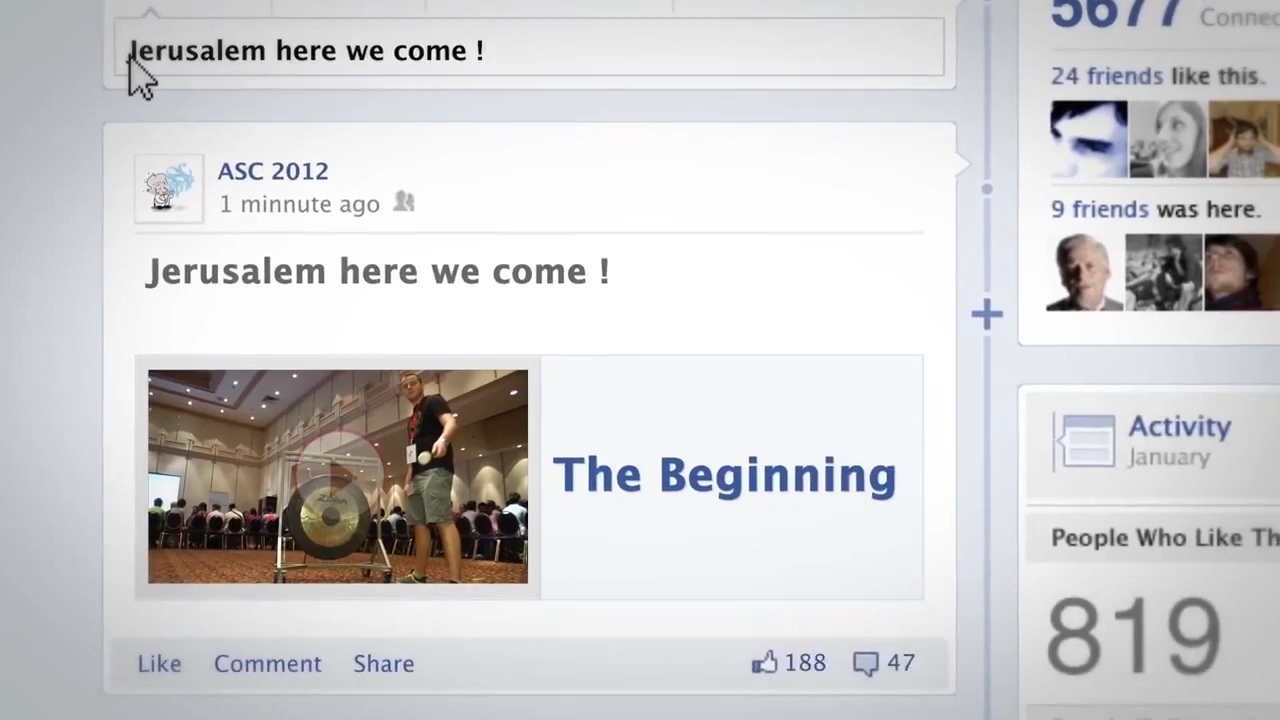 Jerusalem here we come !
ASC 2012
1 minnute ago
Jerusalem here we come !
The Beginning
Zildjian
Like Comment Share 188 47
5677
24 friends like this.
9 friends was here.
Activity
January
People Who Like Th
819